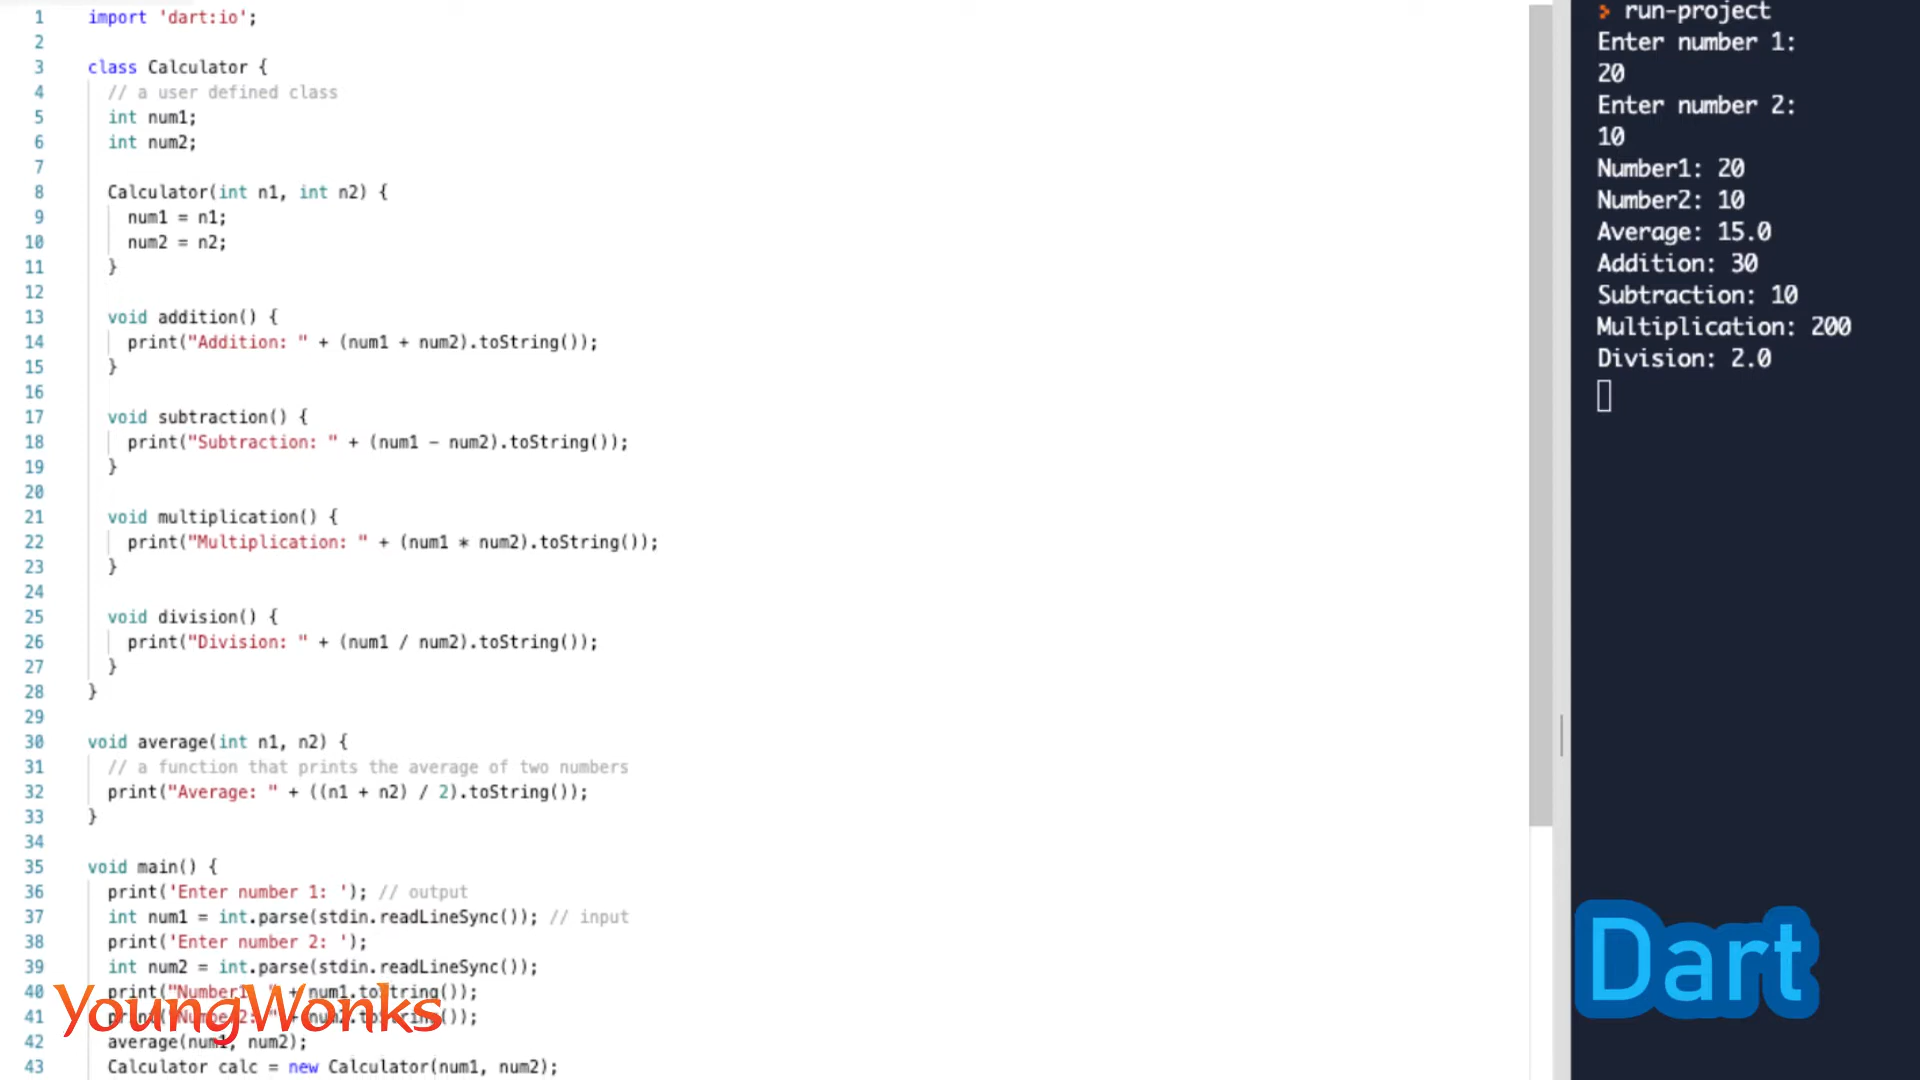 1 import 'dart:io';
2
3 class Calculator {
4 // a user defined class
5 int num1;
6 int num2;
7
8 Calculator(int n1, int n2) {
9 num1 = n1;
10 num2 = n2;
11 }
12
13 void addition() {
14 print("Addition: " + (num1 + num2).toString());
15 }
16
17 void subtraction() {
18 print("Subtraction: " + (num1 - num2).toString());
19 }
20
21 void multiplication() {
22 print("Multiplication: " + (num1 * num2).toString());
23 }
24
25 void division() {
26 print("Division: " + (num1 / num2).toString());
27 }
28 }
29
30 void average(int n1, n2) {
31 // a function that prints the average of two numbers
32 print("Average: " + ((n1 + n2) / 2).toString());
33 }
34
35 void main() {
36 print('Enter number 1: '); // output
37 int num1 = int.parse(stdin.readLineSync()); // input
38 print('Enter number 2: ');
39 int num2 = int.parse(stdin.readLineSync());
40 print("Number1: " + num1.toString());
41 print("Number2: " + num2.toString());
42 average(num1, num2);
43 Calculator calc = new Calculator(num1, num2);
YoungWonks
> run-project
Enter number 1:
20
Enter number 2:
10
Number1: 20
Number2: 10
Average: 15.0
Addition: 30
Subtraction: 10
Multiplication: 200
Division: 2.0
Dart